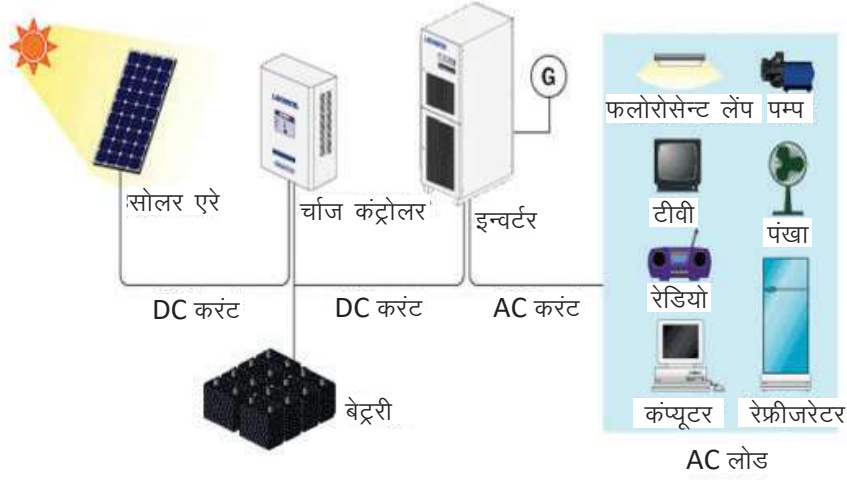 G
फलोरोसेन्ट लेंप पम्प
सोलर एरे
र्चाज कंट्रोलर
इन्वर्टर
टीवी
पंखा
रेडियो
DC करंट
DC करंट
AC करंट
बेट्ररी
कंप्यूटर
रेफ्रीजरेटर
AC लोड